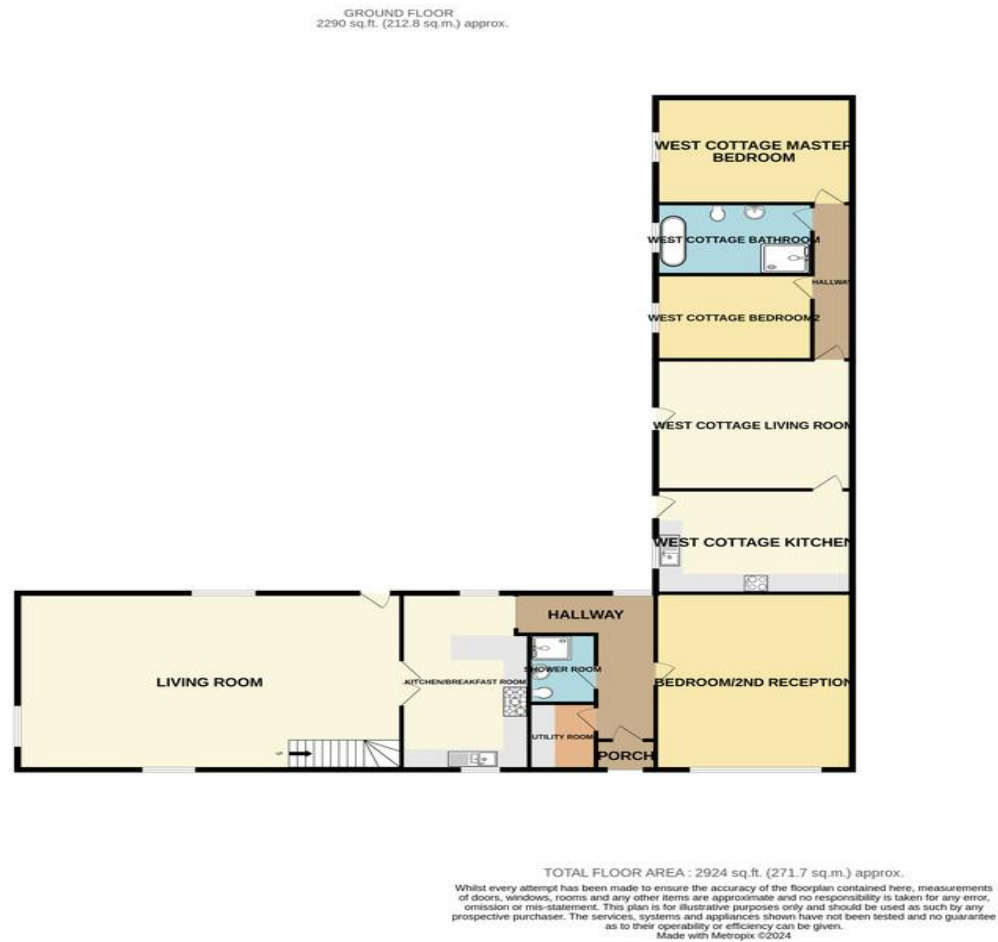 GROUND FLOOR
2290 sq.ft. (212.8 sq.m.) approx.
WEST COTTAGE MASTER
BEDROOM
WEST COTTAGE BATHROOM
HALLWAY
WEST COTTAGE BEDROOM2
WEST COTTAGE LIVING ROOM
WEST COTTAGE KITCHEN
HALLWAY
SHOWER ROOM
LIVING ROOM
KITCHEN/BREAKFAST ROOM
BEDROOM/2ND RECEPTION
UTILITY ROOM
PORCH
TOTAL FLOOR AREA : 2924 sq.ft. (271.7 sq.m.) approx.
Whilst every attempt has been made to ensure the accuracy of the floorplan contained here, measurements
of doors, windows, rooms and any other items are approximate and no responsibility is taken for any error,
omission or mis-statement. This plan is for illustrative purposes only and should be used as such by any
prospective purchaser. The services, systems and appliances shown have not been tested and no guarantee
as to their operability or efficiency can be given.
Made with Metropix ©2024